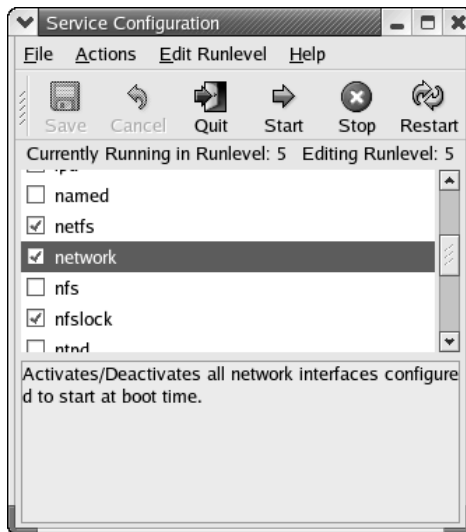 Service Configuration
File Actions Edit Runlevel Help
Save Cancel Quit Start Stop Restart
Currently Running in Runlevel: 5 Editing Runlevel: 5
named
netfs
network
nfs
nfslock
ntpd
Activates/Deactivates all network interfaces configure
d to start at boot time.